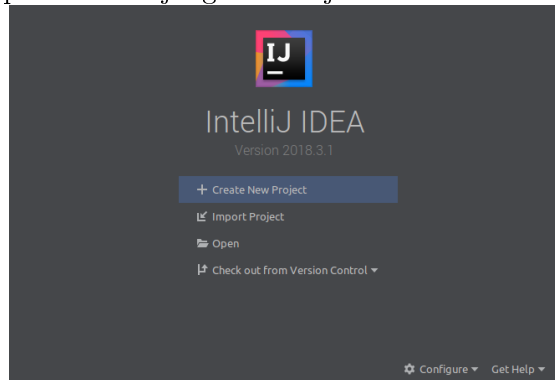 IJ
IntelliJ IDEA
Version 2018.3.1
Create New Project
Import Project
Open
Check out from Version Control
Configure Get Help